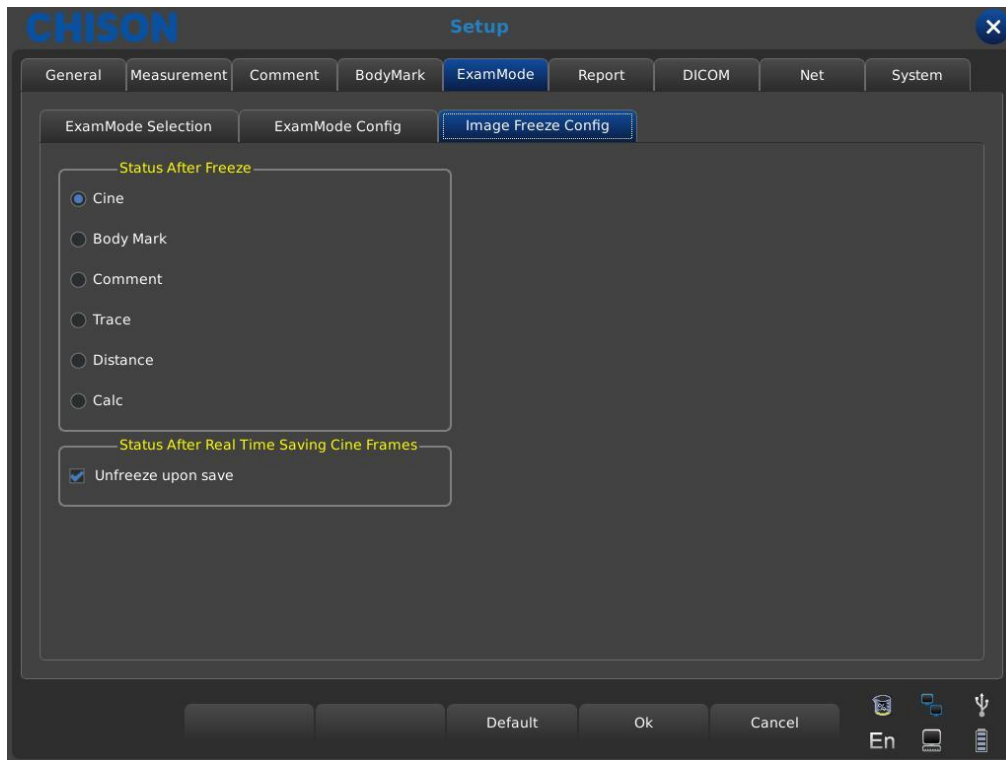 CHISON
Setup
General Measurement Comment BodyMark ExamMode Report DICOM Net System
ExamMode Selection ExamMode Config Image Freeze Config
Status After Freeze
Cine
Body Mark
Comment
Trace
Distance
Calc
Status After Real Time Saving Cine Frames
Unfreeze upon save
Default Ok Cancel
En